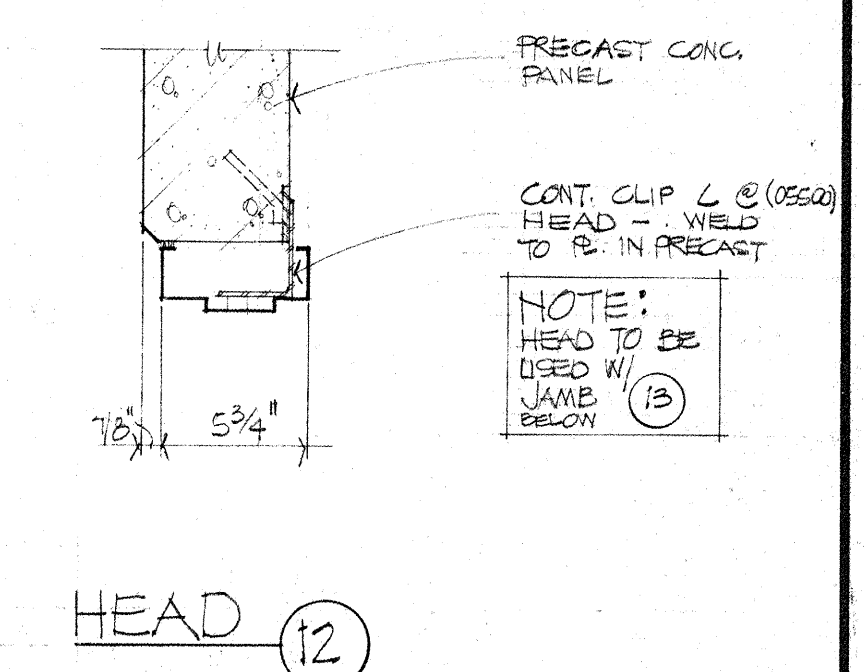 PRECAST CONC.
PANEL
CONT. CLIP L @ (05500)
HEAD - . WELD
TO PL. IN PRECAST
NOTE:
HEAD TO BE
USED W/
JAMB 13
BELOW
7/8" 5 3/4"
HEAD 12